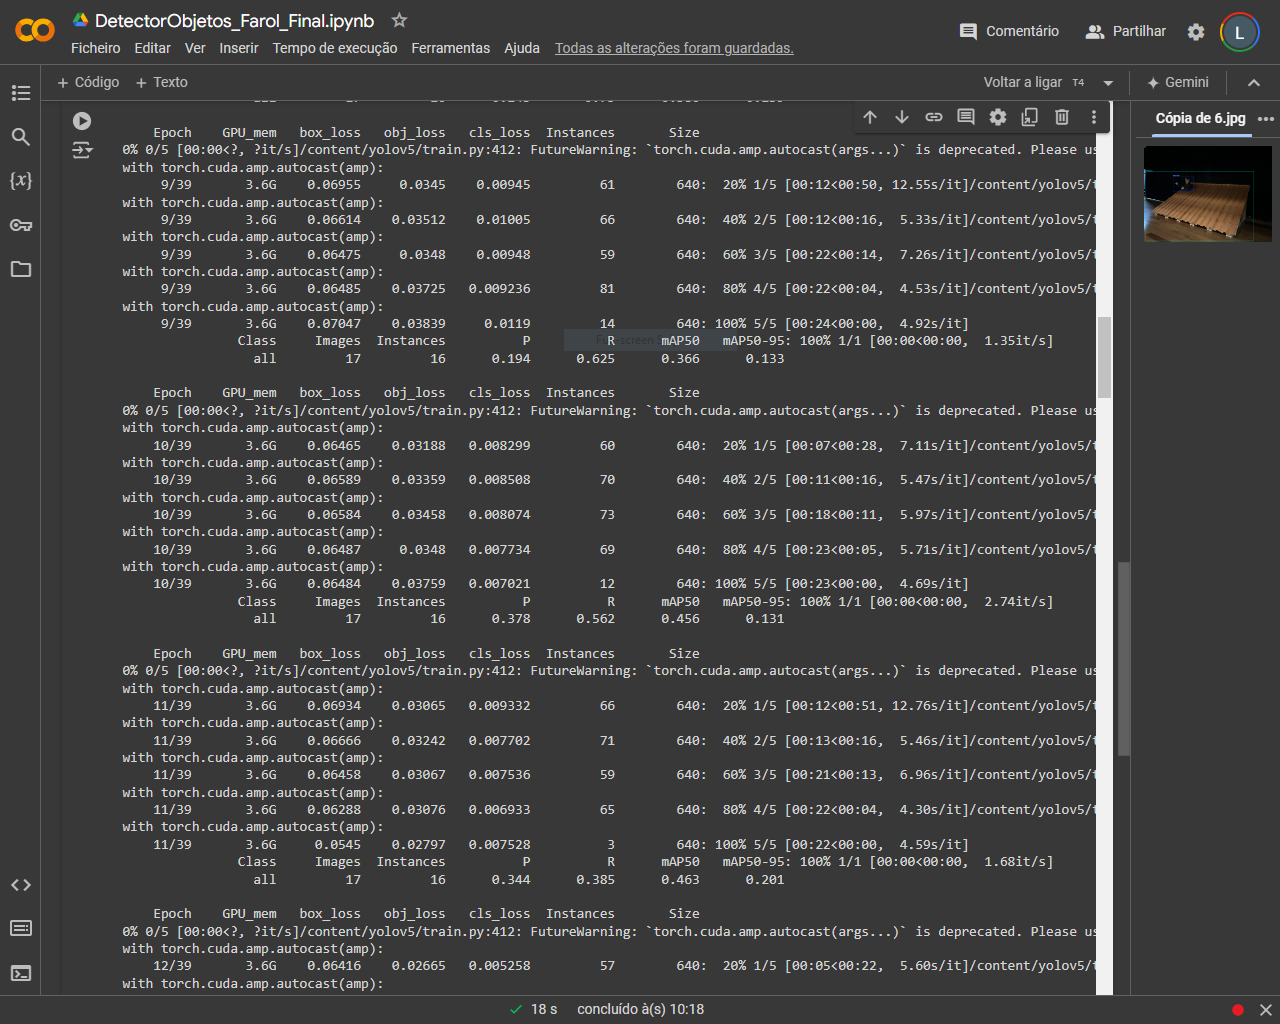 DetectorObjetos_Farol_Final.ipynb
Ficheiro Editar Ver Inserir Tempo de execução Ferramentas Ajuda Todas as alterações foram guardadas.
Comentário Partilhar L
+ Código + Texto
Voltar a ligar T4 Gemini
Cópia de 6.jpg
Epoch GPU_mem box_loss obj_loss cls_loss Instances Size
0% 0/5 [00:00<?, ?it/s]/content/yolov5/train.py:412: FutureWarning: `torch.cuda.amp.autocast(args...)` is deprecated. Please us
with torch.cuda.amp.autocast(amp):
9/39 3.6G 0.06955 0.0345 0.00945 61 640: 20% 1/5 [00:12<00:50, 12.55s/it]/content/yolov5/t
with torch.cuda.amp.autocast(amp):
9/39 3.6G 0.06614 0.03512 0.01005 66 640: 40% 2/5 [00:12<00:16, 5.33s/it]/content/yolov5/t
with torch.cuda.amp.autocast(amp):
9/39 3.6G 0.06475 0.0348 0.00948 59 640: 60% 3/5 [00:22<00:14, 7.26s/it]/content/yolov5/t
with torch.cuda.amp.autocast(amp):
9/39 3.6G 0.06485 0.03725 0.009236 81 640: 80% 4/5 [00:22<00:04, 4.53s/it]/content/yolov5/t
with torch.cuda.amp.autocast(amp):
9/39 3.6G 0.07047 0.03839 0.0119 14 640: 100% 5/5 [00:24<00:00, 4.92s/it]
Class Images Instances P R mAP50 mAP50-95: 100% 1/1 [00:00<00:00, 1.35it/s]
all 17 16 0.194 0.625 0.366 0.133
Epoch GPU_mem box_loss obj_loss cls_loss Instances Size
0% 0/5 [00:00<?, ?it/s]/content/yolov5/train.py:412: FutureWarning: `torch.cuda.amp.autocast(args...)` is deprecated. Please us
with torch.cuda.amp.autocast(amp):
10/39 3.6G 0.06465 0.03188 0.008299 60 640: 20% 1/5 [00:07<00:28, 7.11s/it]/content/yolov5/t
with torch.cuda.amp.autocast(amp):
10/39 3.6G 0.06589 0.03359 0.008508 70 640: 40% 2/5 [00:11<00:16, 5.47s/it]/content/yolov5/t
with torch.cuda.amp.autocast(amp):
10/39 3.6G 0.06584 0.03458 0.008074 73 640: 60% 3/5 [00:18<00:11, 5.97s/it]/content/yolov5/t
with torch.cuda.amp.autocast(amp):
10/39 3.6G 0.06487 0.0348 0.007734 69 640: 80% 4/5 [00:23<00:05, 5.71s/it]/content/yolov5/t
with torch.cuda.amp.autocast(amp):
10/39 3.6G 0.06484 0.03759 0.007021 12 640: 100% 5/5 [00:23<00:00, 4.69s/it]
Class Images Instances P R mAP50 mAP50-95: 100% 1/1 [00:00<00:00, 2.74it/s]
all 17 16 0.378 0.562 0.456 0.131
Epoch GPU_mem box_loss obj_loss cls_loss Instances Size
0% 0/5 [00:00<?, ?it/s]/content/yolov5/train.py:412: FutureWarning: `torch.cuda.amp.autocast(args...)` is deprecated. Please us
with torch.cuda.amp.autocast(amp):
11/39 3.6G 0.06934 0.03065 0.009332 66 640: 20% 1/5 [00:12<00:51, 12.76s/it]/content/yolov5/t
with torch.cuda.amp.autocast(amp):
11/39 3.6G 0.06666 0.03242 0.007702 71 640: 40% 2/5 [00:13<00:16, 5.46s/it]/content/yolov5/t
with torch.cuda.amp.autocast(amp):
11/39 3.6G 0.06458 0.03067 0.007536 59 640: 60% 3/5 [00:21<00:13, 6.96s/it]/content/yolov5/t
with torch.cuda.amp.autocast(amp):
11/39 3.6G 0.06288 0.03076 0.006933 65 640: 80% 4/5 [00:22<00:04, 4.30s/it]/content/yolov5/t
with torch.cuda.amp.autocast(amp):
11/39 3.6G 0.0545 0.02797 0.007528 3 640: 100% 5/5 [00:22<00:00, 4.59s/it]
Class Images Instances P R mAP50 mAP50-95: 100% 1/1 [00:00<00:00, 1.68it/s]
all 17 16 0.344 0.385 0.463 0.201
Epoch GPU_mem box_loss obj_loss cls_loss Instances Size
0% 0/5 [00:00<?, ?it/s]/content/yolov5/train.py:412: FutureWarning: `torch.cuda.amp.autocast(args...)` is deprecated. Please us
with torch.cuda.amp.autocast(amp):
12/39 3.6G 0.06416 0.02665 0.005258 57 640: 20% 1/5 [00:05<00:22, 5.60s/it]/content/yolov5/t
with torch.cuda.amp.autocast(amp):
18 s concluído à(s) 10:18